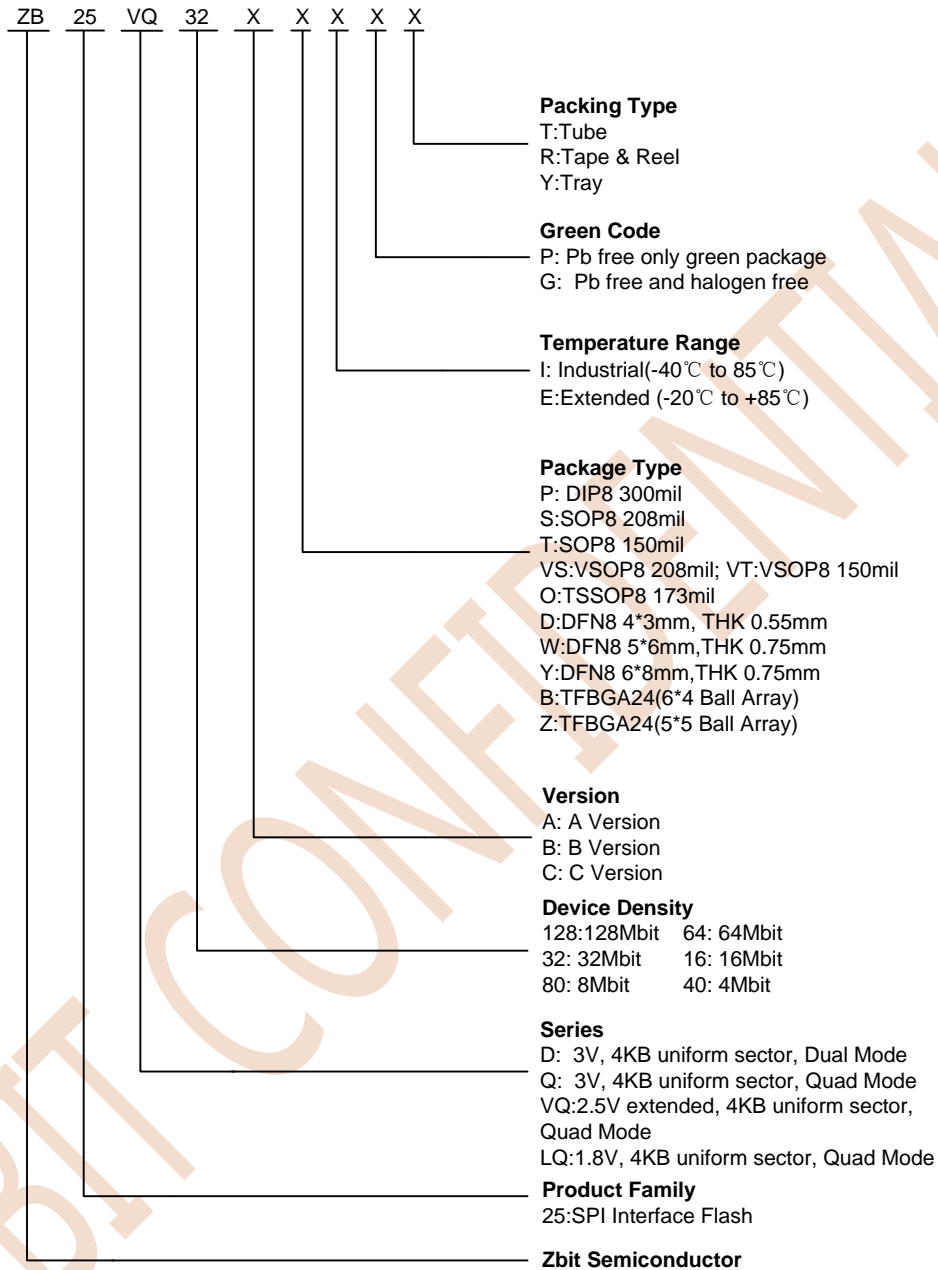 ZB 25 VQ 32 X X X X X
Packing Type
T:Tube
R:Tape & Reel
Y:Tray
Green Code
P: Pb free only green package
G: Pb free and halogen free
Temperature Range
I: Industrial(-40℃ to 85℃)
E:Extended (-20℃ to +85℃)
Package Type
P: DIP8 300mil
S:SOP8 208mil
T:SOP8 150mil
VS:VSOP8 208mil; VT:VSOP8 150mil
O:TSSOP8 173mil
D:DFN8 4*3mm, THK 0.55mm
W:DFN8 5*6mm,THK 0.75mm
Y:DFN8 6*8mm,THK 0.75mm
B:TFBGA24(6*4 Ball Array)
Z:TFBGA24(5*5 Ball Array)
Version
A: A Version
B: B Version
C: C Version
Device Density
128:128Mbit 64: 64Mbit
32: 32Mbit 16: 16Mbit
80: 8Mbit 40: 4Mbit
Series
D: 3V, 4KB uniform sector, Dual Mode
Q: 3V, 4KB uniform sector, Quad Mode
VQ:2.5V extended, 4KB uniform sector,
Quad Mode
LQ:1.8V, 4KB uniform sector, Quad Mode
Product Family
25:SPI Interface Flash
Zbit Semiconductor
BIT CONFIDENTIA